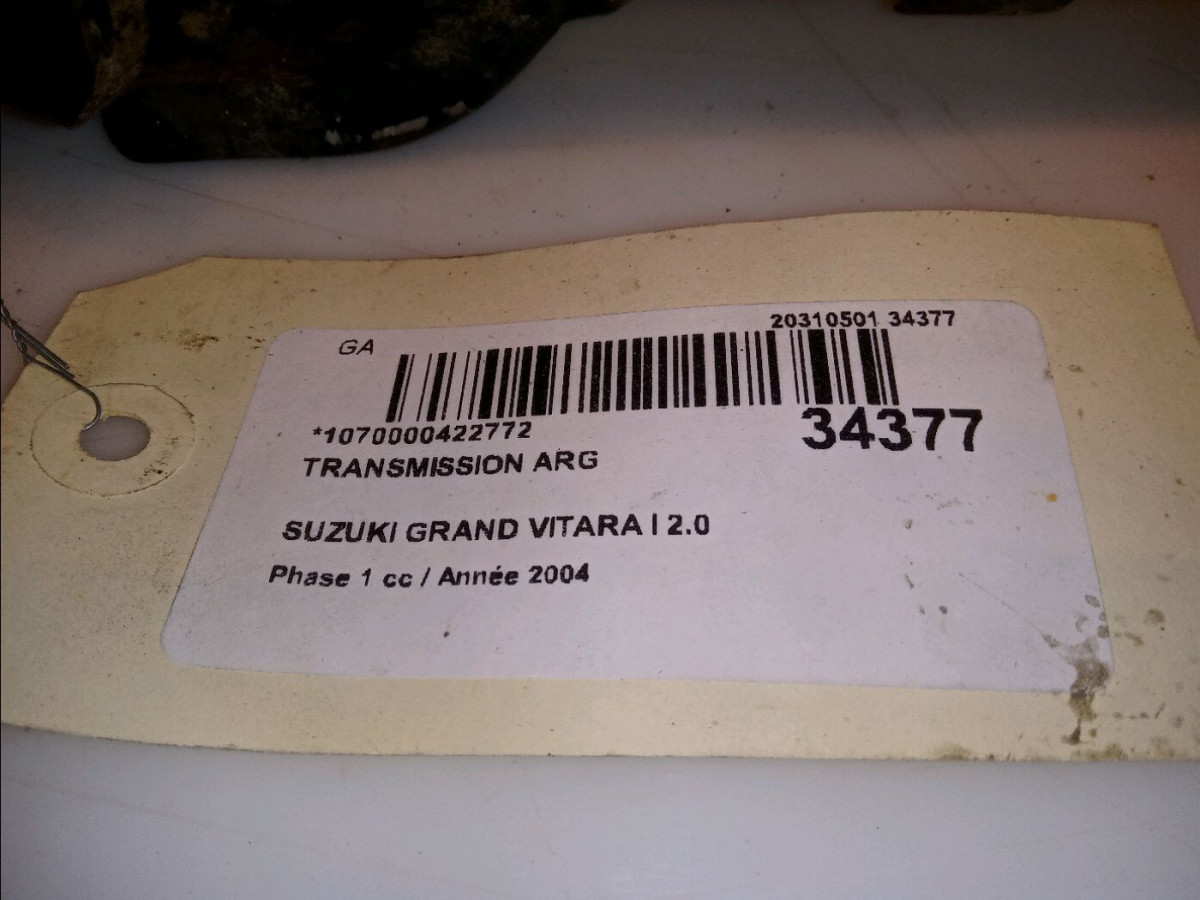 20310501 34377
GA
*1070000422772
34377
TRANSMISSION ARG
SUZUKI GRAND VITARA I 2.0
Phase 1 cc / Année 2004